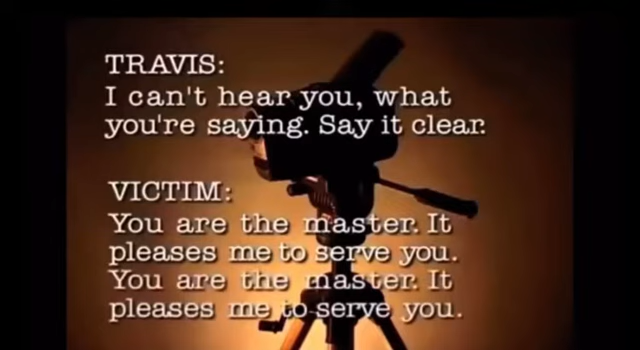 TRAVIS:
I can't hear you, what
you're saying. Say it clear.
VICTIM:
You are the master. It
pleases me to serve you.
You are the master. It
pleases me to serve you.